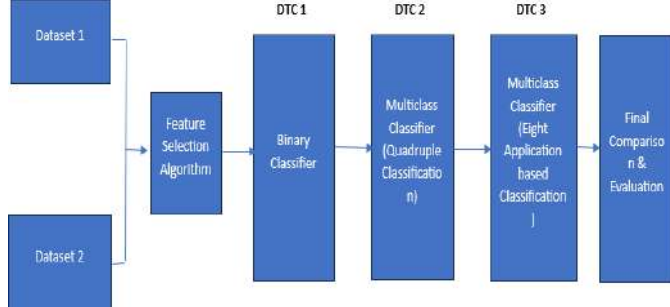 DTC 1
DTC 2
DTC 3
Dataset 1
Dataset 2
Feature
Selection
Algorithm
Binary
Classifier
Multiclass
Classifier
(Quadruple
Classificatio
n)
Multiclass
Classifier
(Eight
Application
based
Classification
)
Final
Compariso
n &
Evaluation